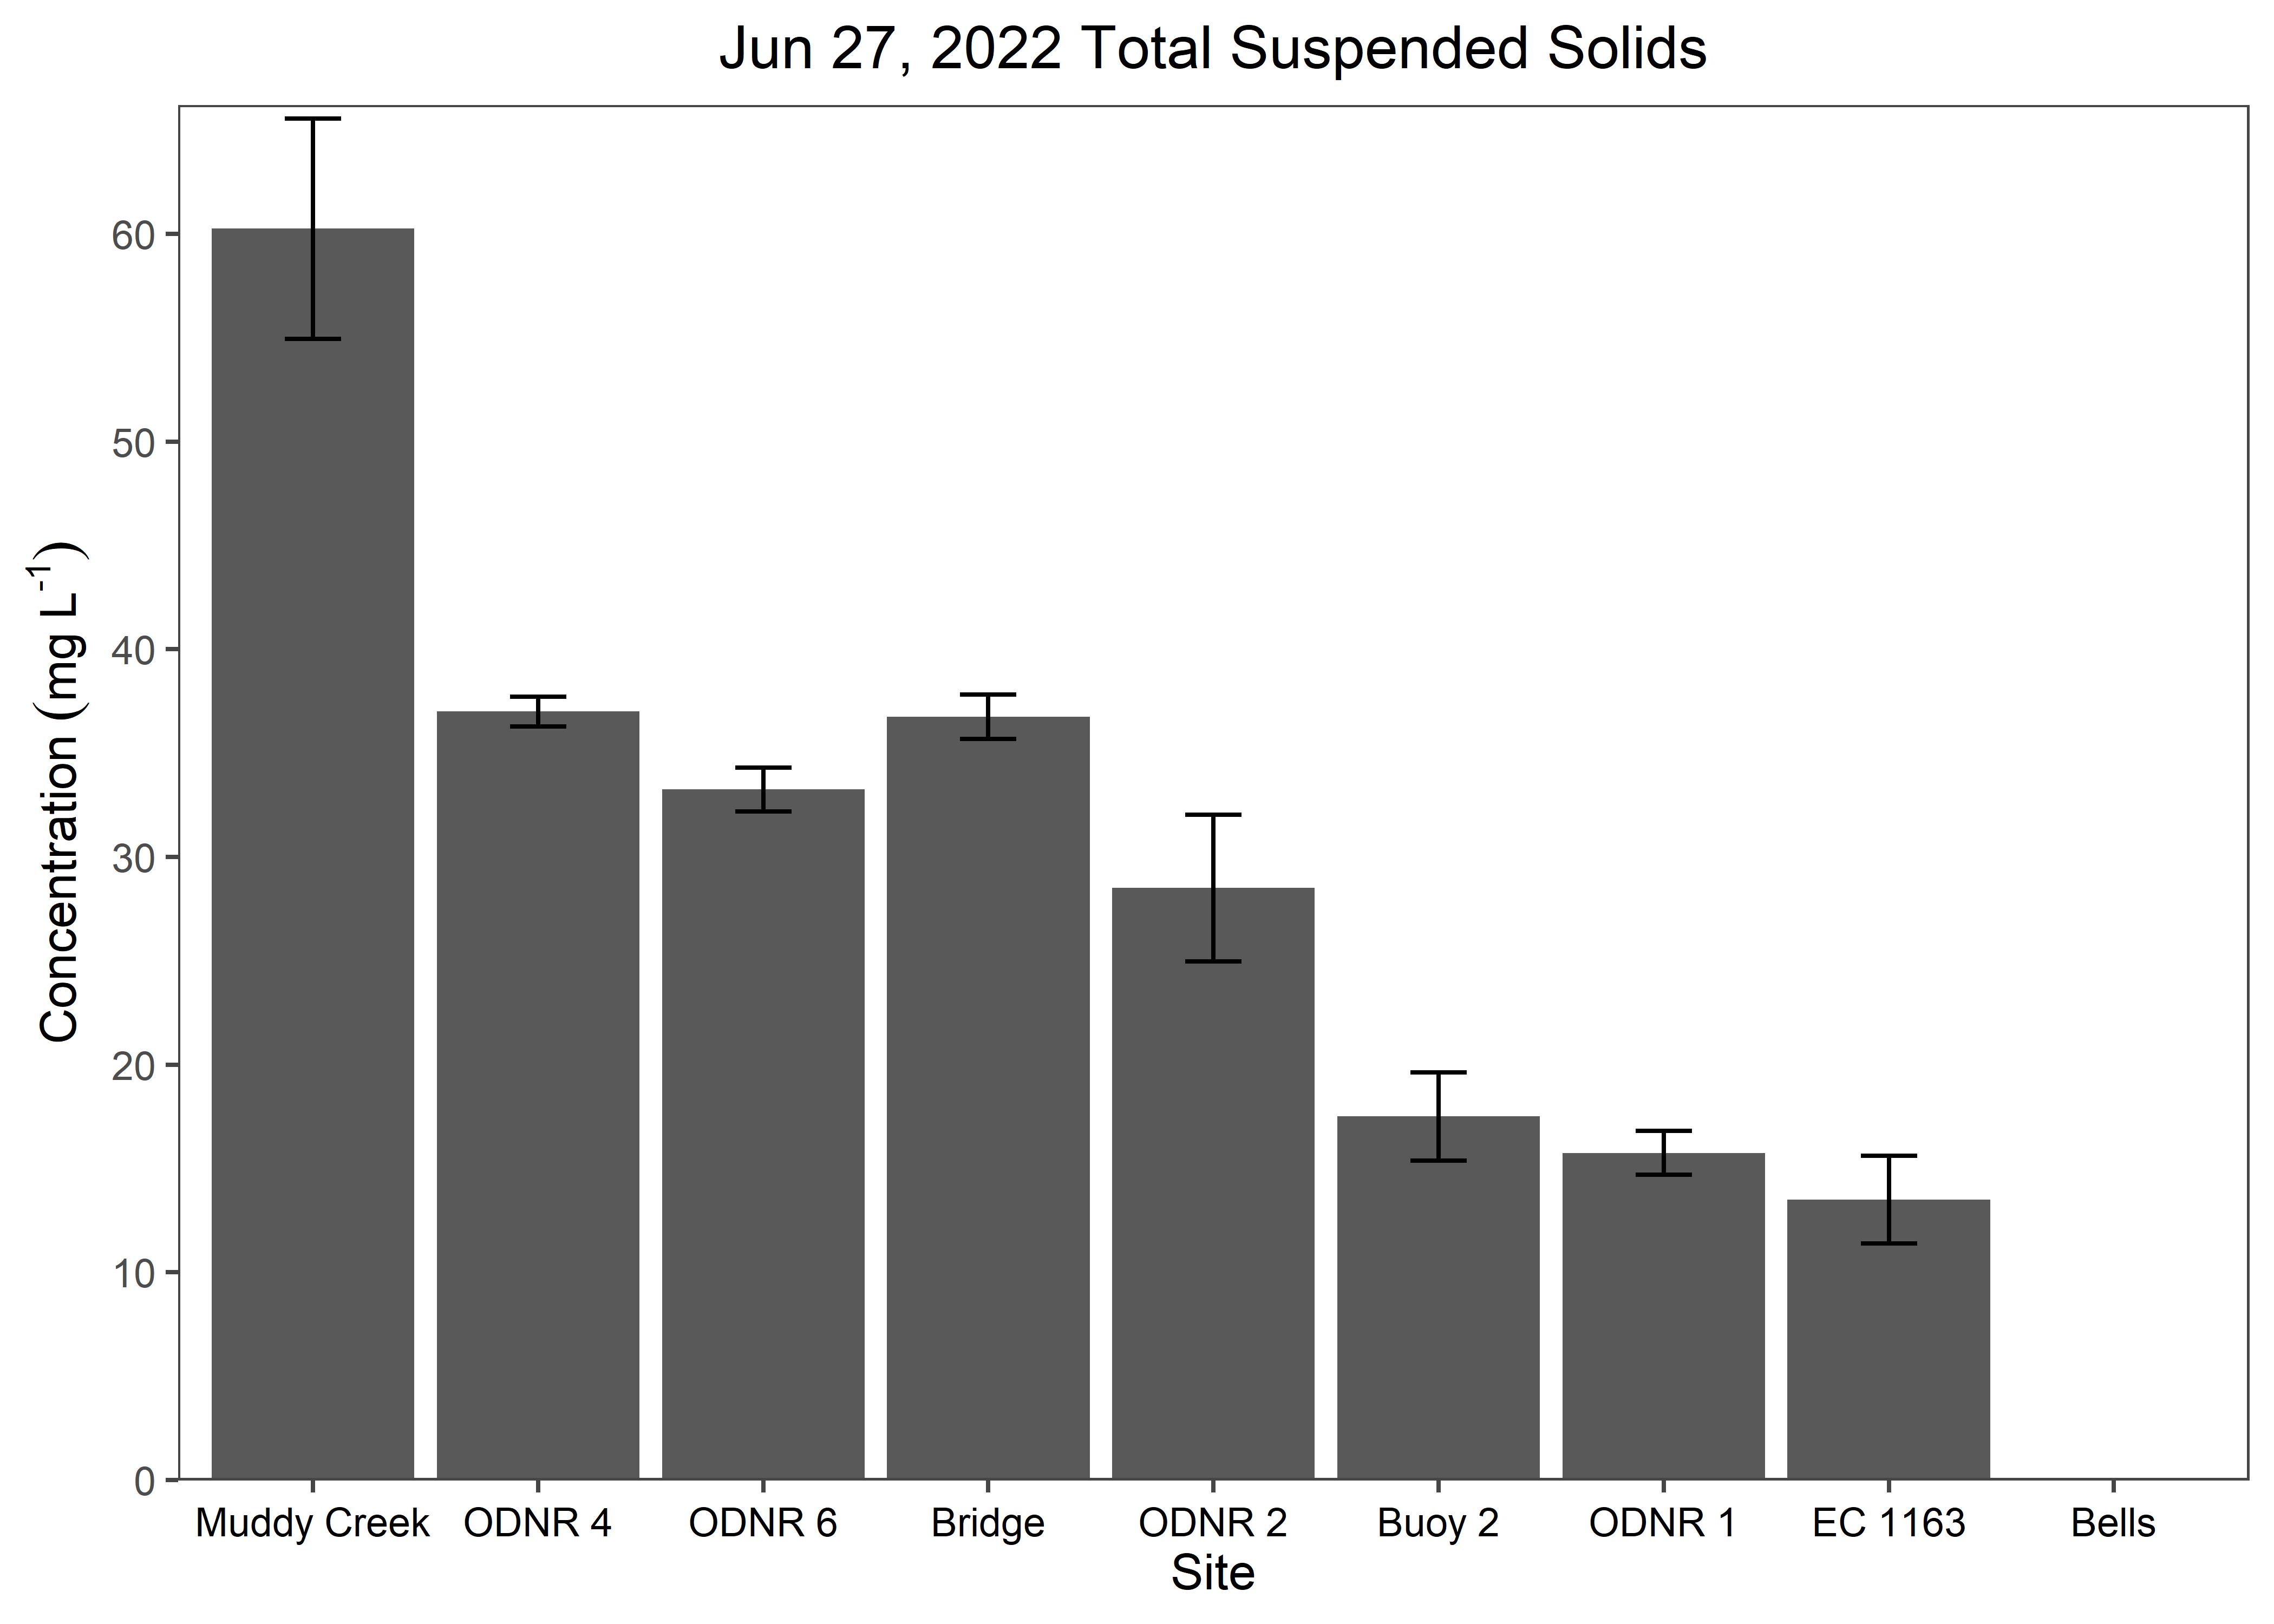 Jun 27, 2022 Total Suspended Solids
Concentration (mg L⁻¹)
60
50
40
30
20
10
0
Muddy Creek ODNR 4 ODNR 6 Bridge ODNR 2 Buoy 2 ODNR 1 EC 1163 Bells
Site